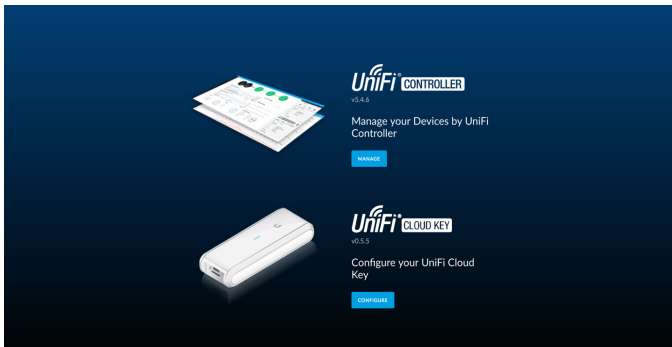 UniFi® CONTROLLER
v5.4.6
Manage your Devices by UniFi
Controller
MANAGE
UniFi® CLOUD KEY
v0.5.5
Configure your UniFi Cloud
Key
CONFIGURE